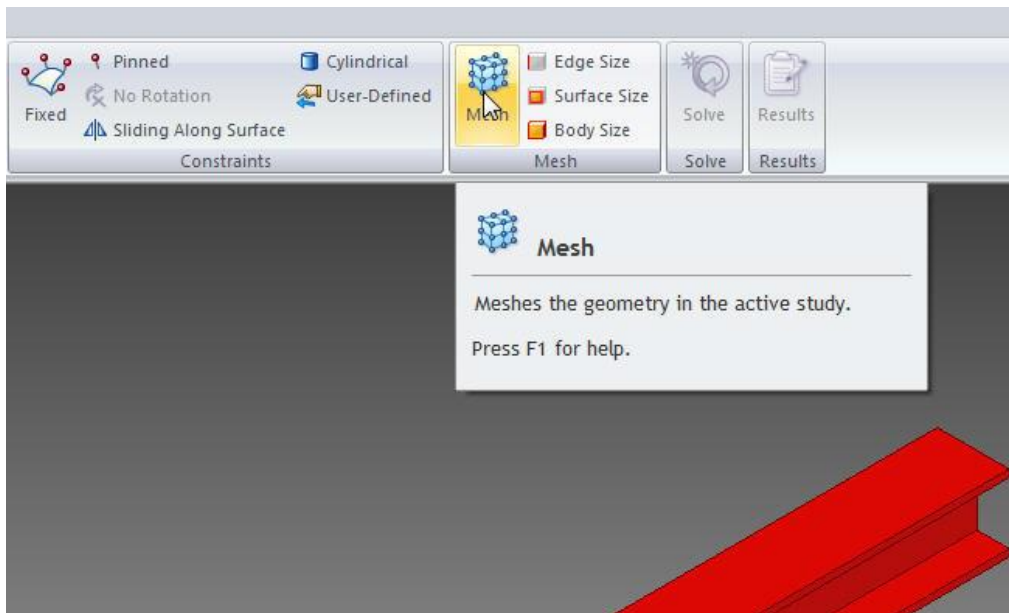 Fixed
Pinned
No Rotation
Sliding Along Surface
Cylindrical
User-Defined
Constraints
Mesh
Edge Size
Surface Size
Body Size
Mesh
Solve
Solve
Results
Results
Mesh
Meshes the geometry in the active study.
Press F1 for help.